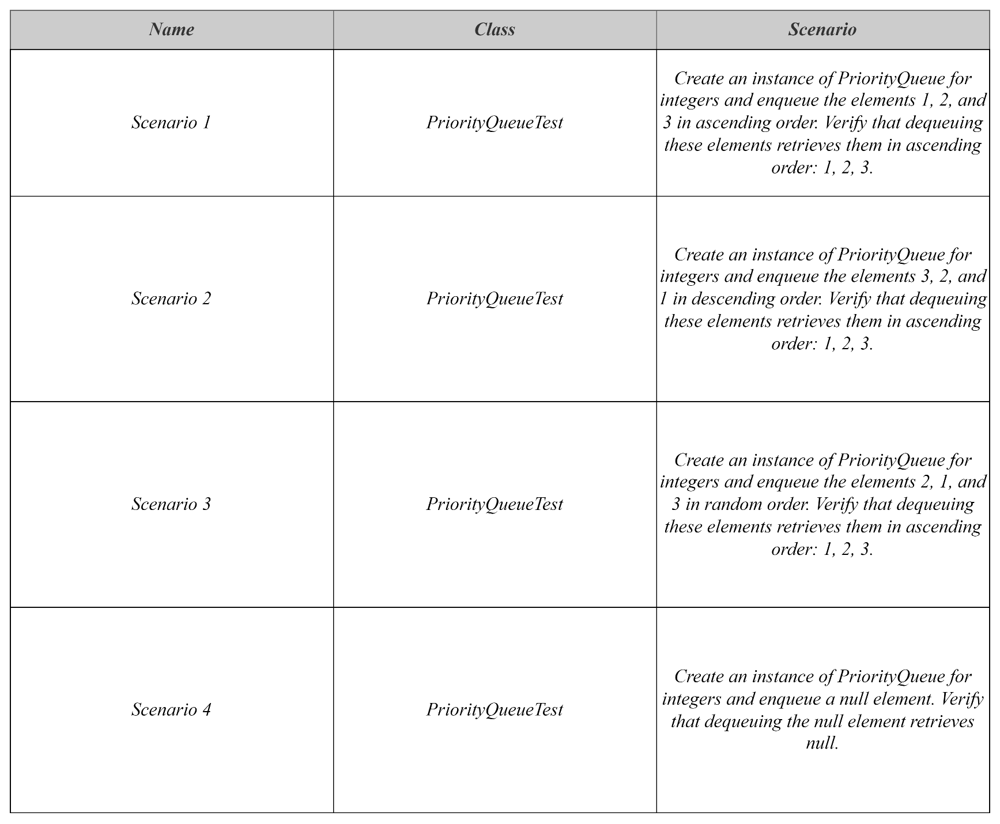 Name
Class
Scenario
Scenario 1
PriorityQueueTest
Create an instance of PriorityQueue for
integers and enqueue the elements 1, 2, and
3 in ascending order. Verify that dequeuing
these elements retrieves them in ascending
order: 1, 2, 3.
Scenario 2
PriorityQueueTest
Create an instance of PriorityQueue for
integers and enqueue the elements 3, 2, and
1 in descending order. Verify that dequeuing
these elements retrieves them in ascending
order: 1, 2, 3.
Scenario 3
PriorityQueueTest
Create an instance of PriorityQueue for
integers and enqueue the elements 2, 1, and
3 in random order. Verify that dequeuing
these elements retrieves them in ascending
order: 1, 2, 3.
Scenario 4
PriorityQueueTest
Create an instance of PriorityQueue for
integers and enqueue a null element. Verify
that dequeuing the null element retrieves
null.